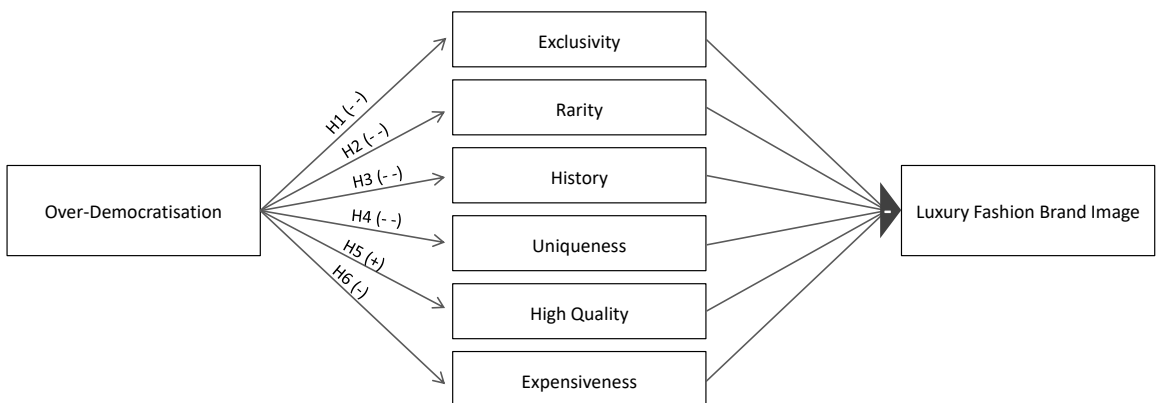 Over-Democratisation
H1 (- -)
H2 (- -)
H3 (- -)
H4 (- -)
H5 (+)
H6 (-)
Exclusivity
Rarity
History
Uniqueness
High Quality
Expensiveness
-
Luxury Fashion Brand Image